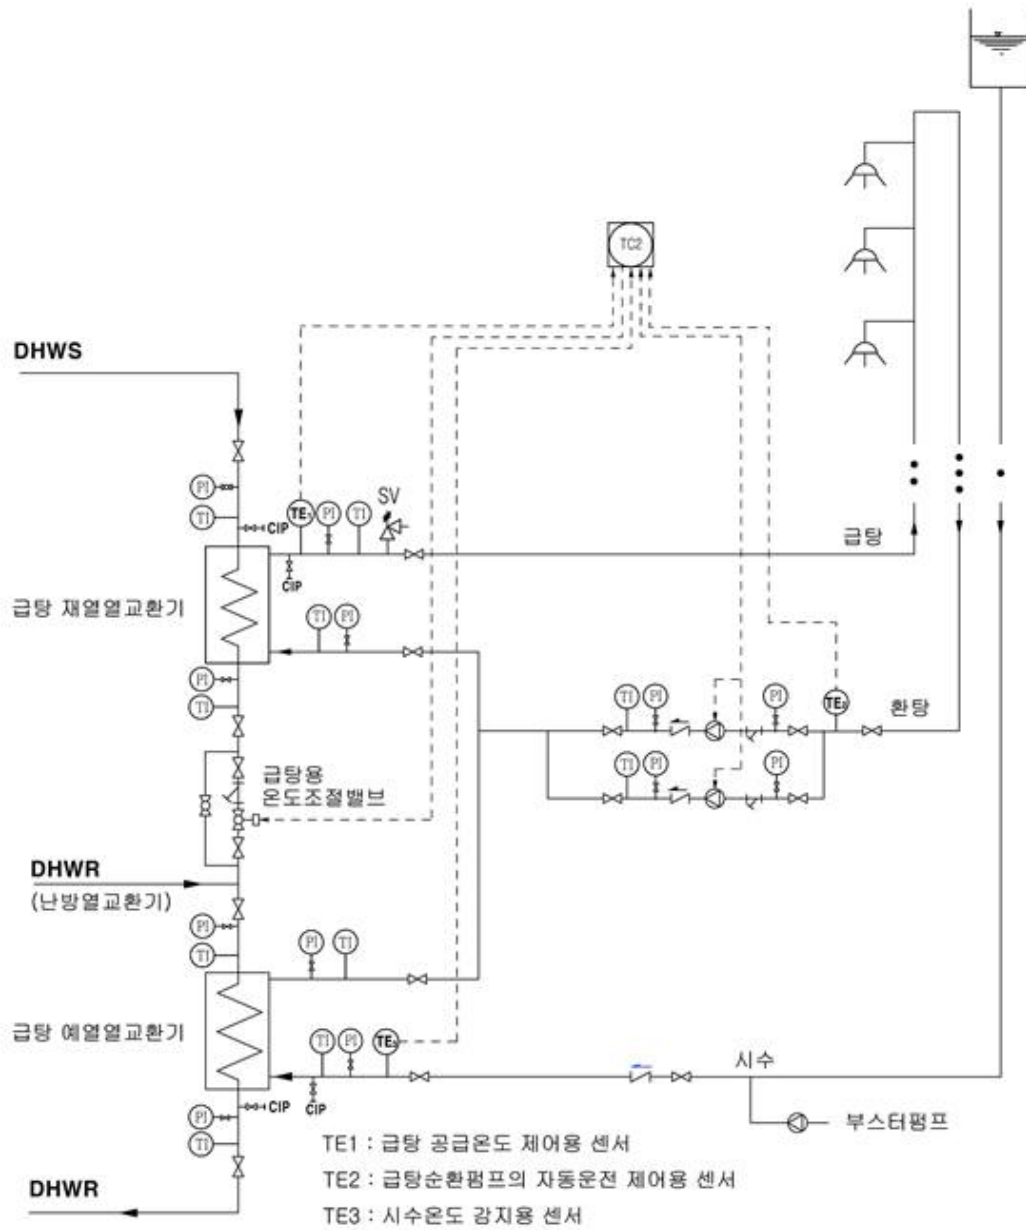 TC2
DHWS
PI
TI
CIP
TE1
PI
TI
SV
급탕
CIP
급탕 재열열교환기
TI
PI
PI
TI
TI
PI
PI
TE2
환탕
급탕용
온도조절밸브
TI
PI
PI
DHWR
(난방열교환기)
PI
TI
PI
TI
급탕 예열열교환기
TI
PI
TE3
시수
CIP
CIP
PI
TI
부스터펌프
TE1 : 급탕 공급온도 제어용 센서
TE2 : 급탕순환펌프의 자동운전 제어용 센서
DHWR
TE3 : 시수온도 감지용 센서